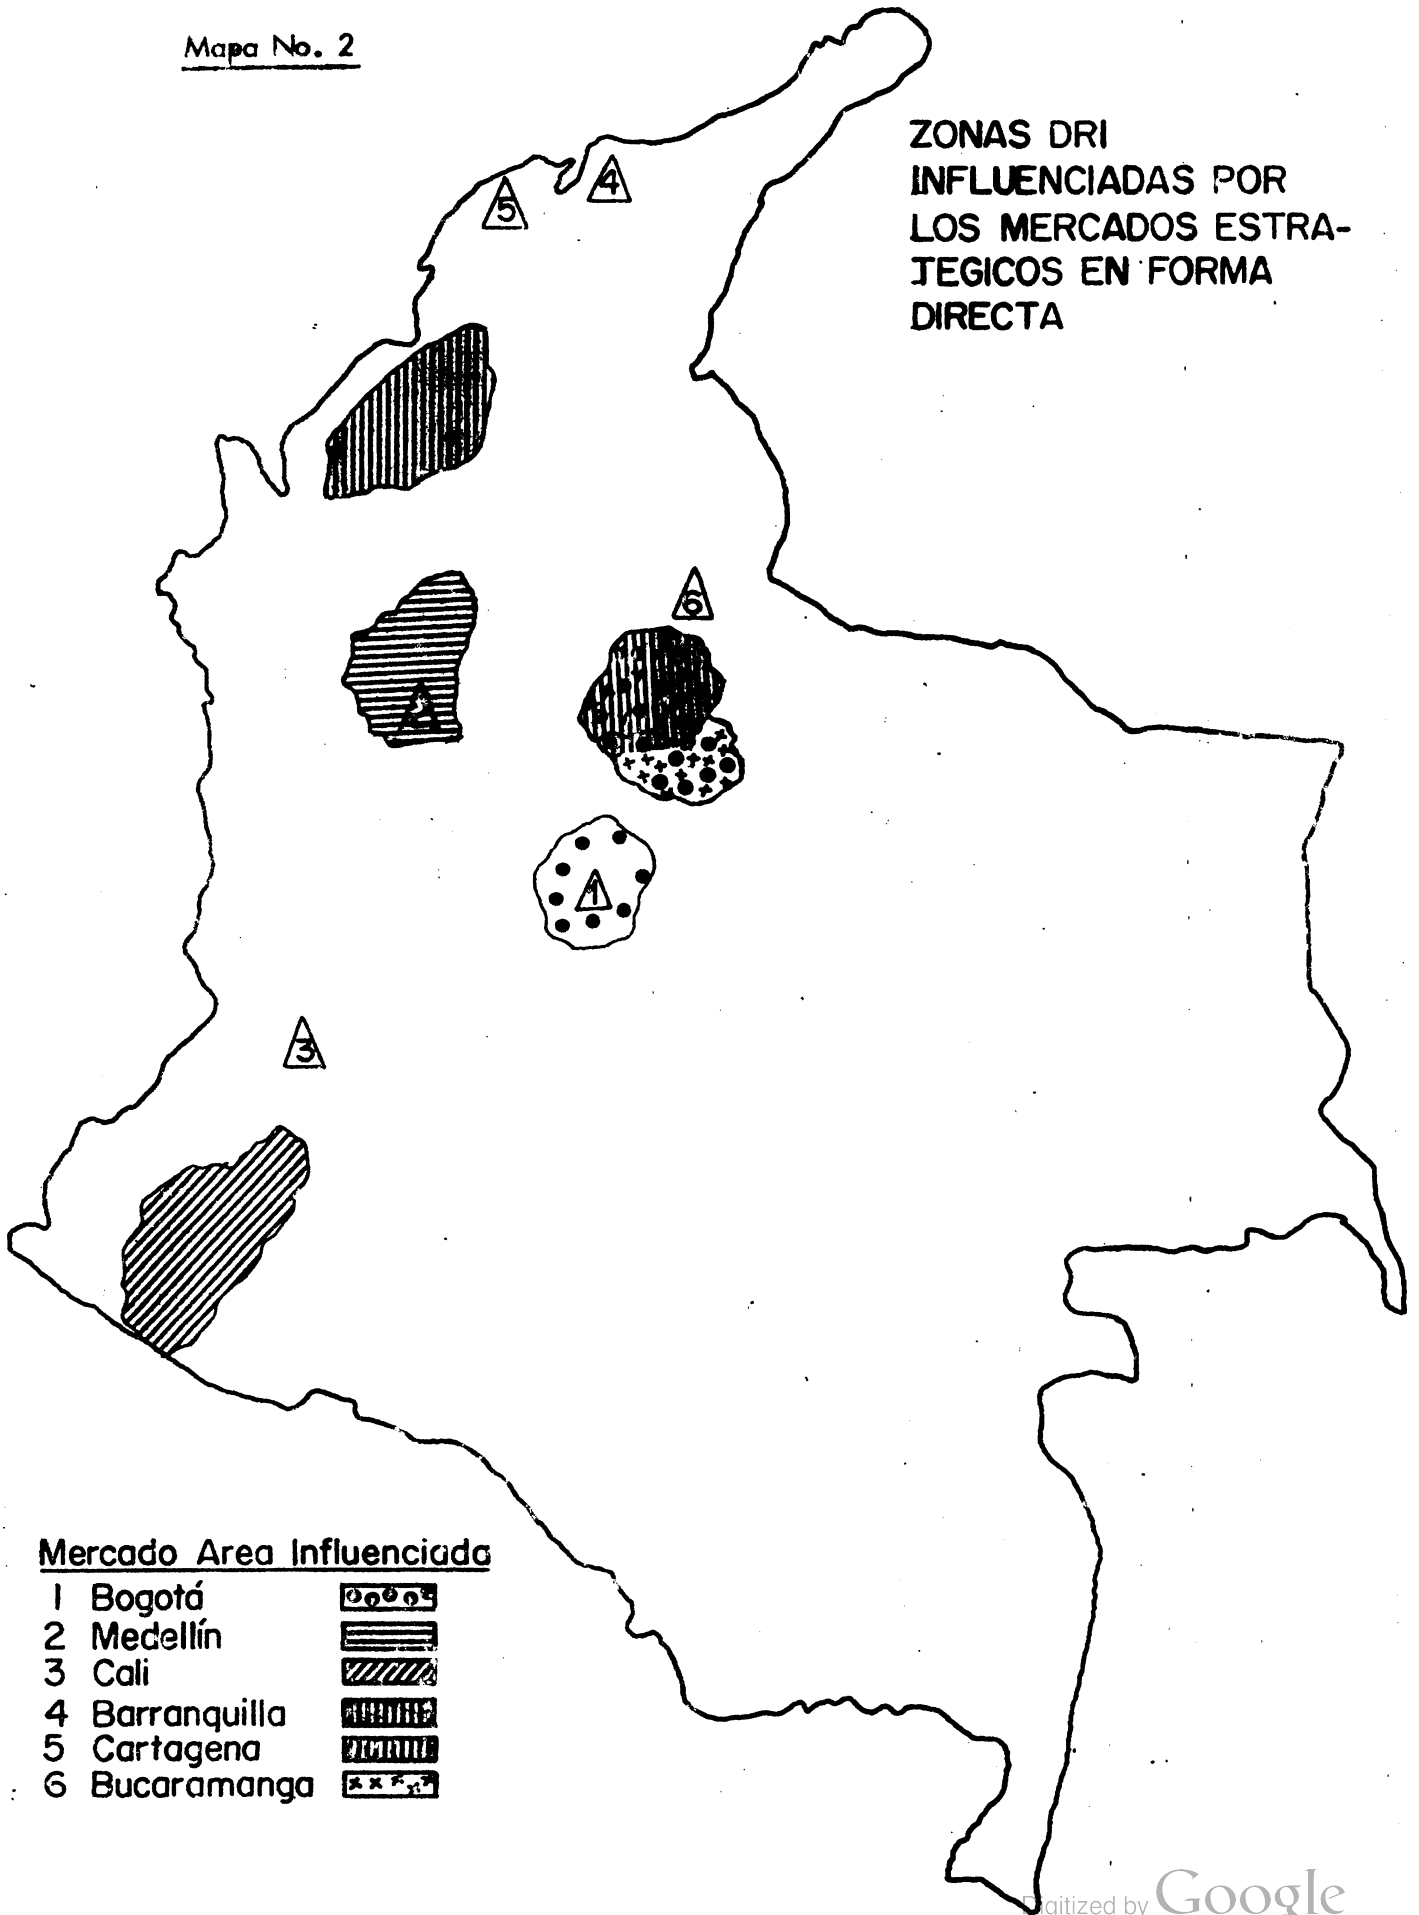 Mapa No. 2
ZONAS DRI
INFLUENCIADAS POR
LOS MERCADOS ESTRA-
TEGICOS EN FORMA
DIRECTA
4
5
6
2
1
3
Mercado Area Influenciada
1 Bogotá
2 Medellín
3 Cali
4 Barranquilla
5 Cartagena
6 Bucaramanga
Digitized by Google